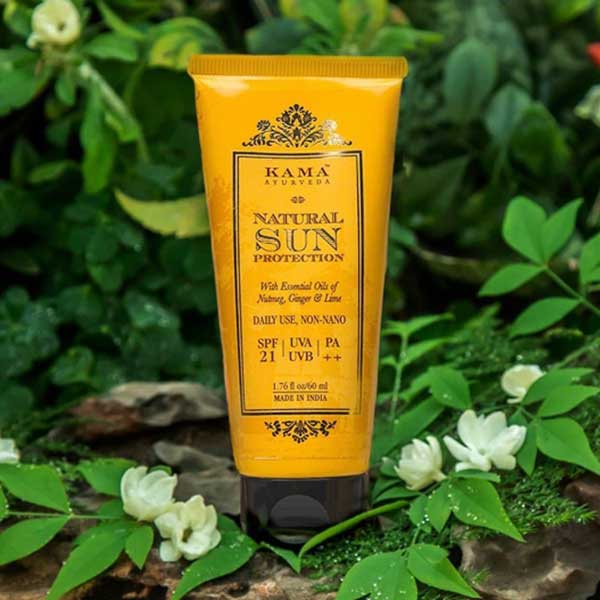 KAMA™
AYURVEDA
NATURAL
SUN
PROTECTION
With Essential Oils of
Nutmeg, Ginger & Lime
DAILY USE, NON-NANO
SPF 21 | UVA UVB | PA ++
1.76 fl oz/60 ml
MADE IN INDIA